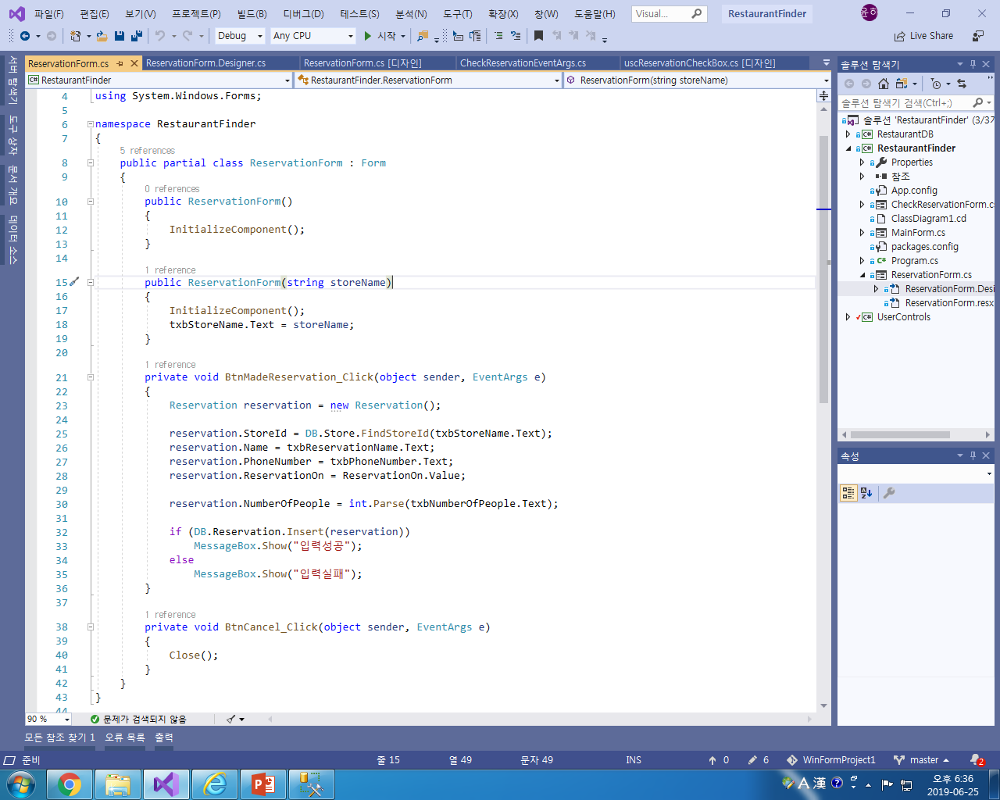 파일(F) 편집(E) 보기(V) 프로젝트(P) 빌드(B) 디버그(D) 테스트(S) 분석(N) 도구(T) 확장(X) 창(W) 도움말(H) Visual... RestaurantFinder 윤하
Debug Any CPU 시작 Live Share
서버 탐색기
도구 상자
문서 개요
데이터 소스
ReservationForm.cs ReservationForm.Designer.cs ReservationForm.cs [디자인] CheckReservationEventArgs.cs uscReservationCheckBox.cs [디자인]
RestaurantFinder RestaurantFinder.ReservationForm ReservationForm(string storeName)
4 using System.Windows.Forms;
5
6 namespace RestaurantFinder
7 {
5 references
8 public partial class ReservationForm : Form
9 {
0 references
10 public ReservationForm()
11 {
12 InitializeComponent();
13 }
14
1 reference
15 public ReservationForm(string storeName)
16 {
17 InitializeComponent();
18 txbStoreName.Text = storeName;
19 }
20
1 reference
21 private void BtnMadeReservation_Click(object sender, EventArgs e)
22 {
23 Reservation reservation = new Reservation();
24
25 reservation.StoreId = DB.Store.FindStoreId(txbStoreName.Text);
26 reservation.Name = txbReservationName.Text;
27 reservation.PhoneNumber = txbPhoneNumber.Text;
28 reservation.ReservationOn = ReservationOn.Value;
29
30 reservation.NumberOfPeople = int.Parse(txbNumberOfPeople.Text);
31
32 if (DB.Reservation.Insert(reservation))
33 MessageBox.Show("입력성공");
34 else
35 MessageBox.Show("입력실패");
36 }
37
1 reference
38 private void BtnCancel_Click(object sender, EventArgs e)
39 {
40 Close();
41 }
42 }
43 }
44
90 % 문제가 검색되지 않음
솔루션 탐색기
솔루션 탐색기 검색(Ctrl+;)
솔루션 'RestaurantFinder' (3/37
RestaurantDB
RestaurantFinder
Properties
참조
App.config
CheckReservationForm.c
ClassDiagram1.cd
MainForm.cs
packages.config
Program.cs
ReservationForm.cs
ReservationForm.Desi
ReservationForm.resx
UserControls
속성
모든 참조 찾기 1 오류 목록 출력
준비 줄 15 열 49 문자 49 INS 0 6 WinFormProject1 master 2
A 漢 오후 6:36
2019-06-25